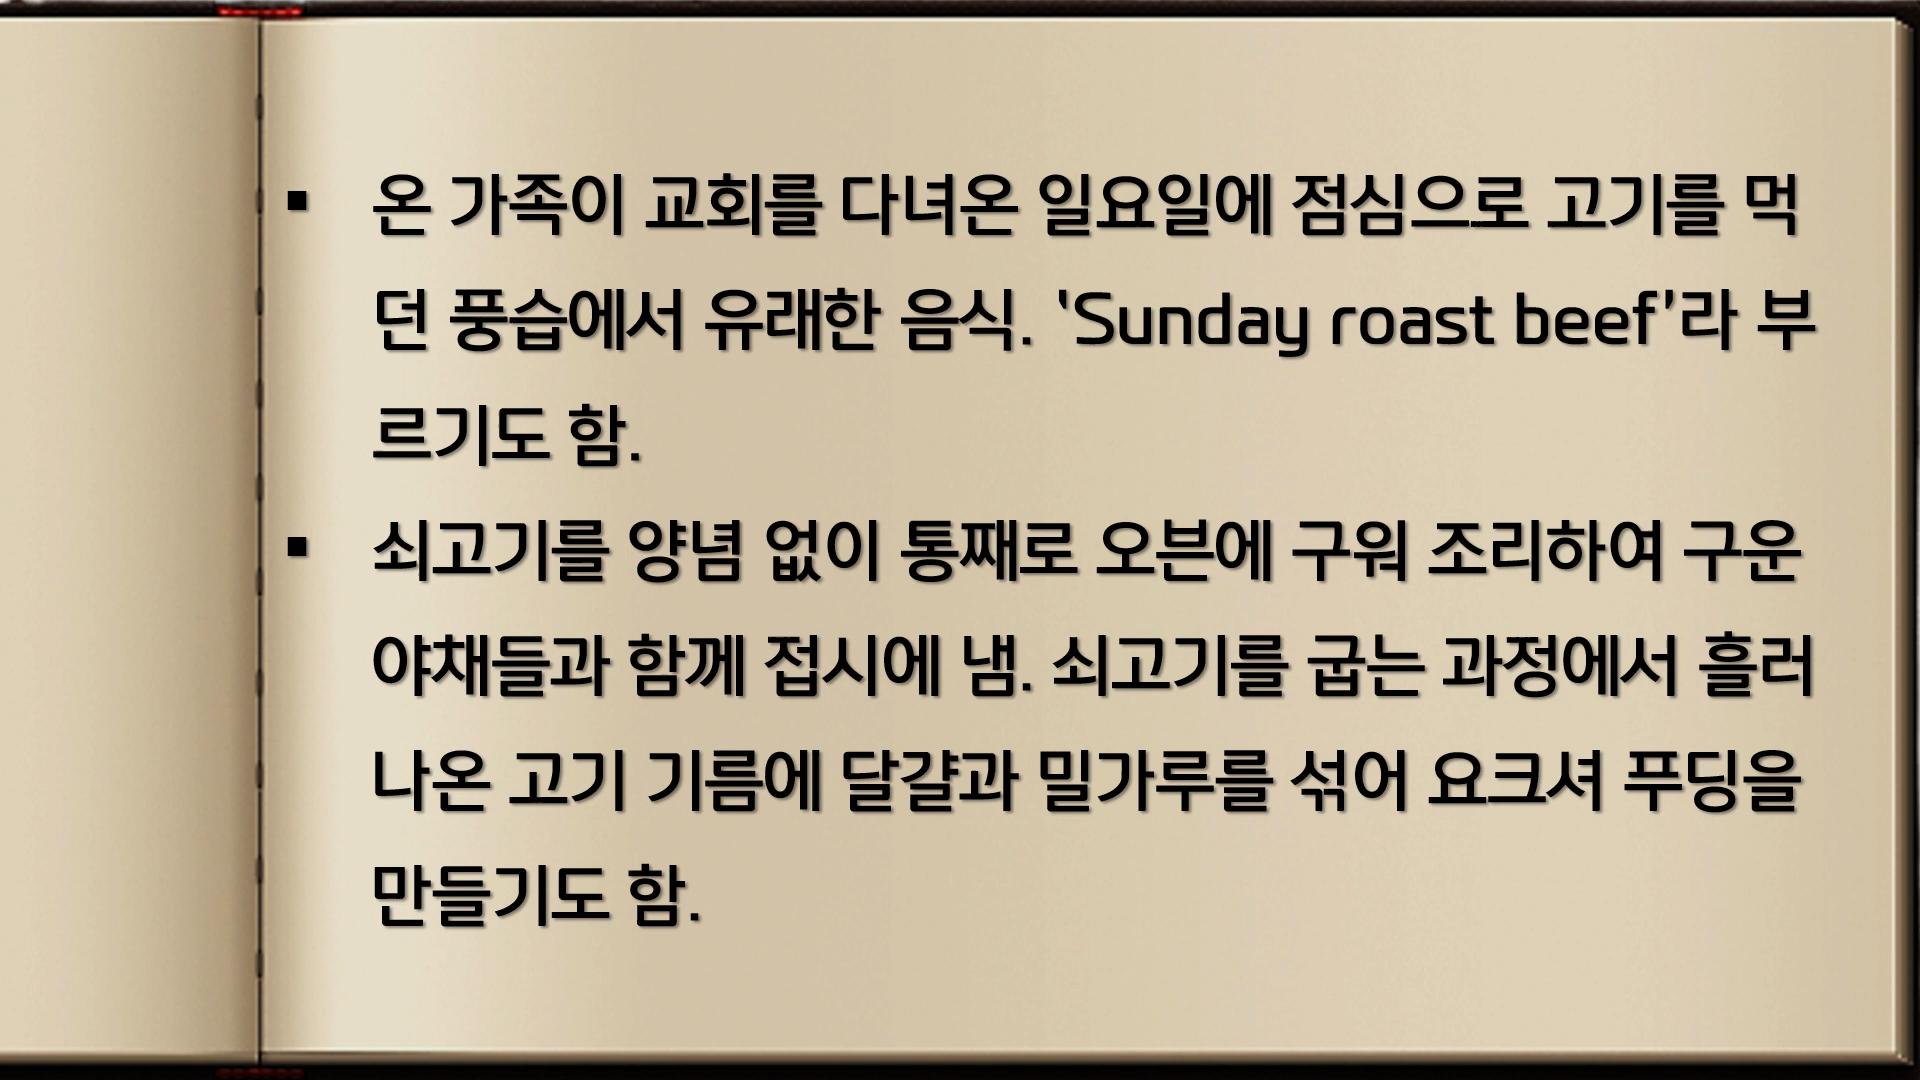 ▪ 온 가족이 교회를 다녀온 일요일에 점심으로 고기를 먹
던 풍습에서 유래한 음식. ‘Sunday roast beef’라 부
르기도 함.
▪ 쇠고기를 양념 없이 통째로 오븐에 구워 조리하여 구운
야채들과 함께 접시에 냄. 쇠고기를 굽는 과정에서 흘러
나온 고기 기름에 달걀과 밀가루를 섞어 요크셔 푸딩을
만들기도 함.